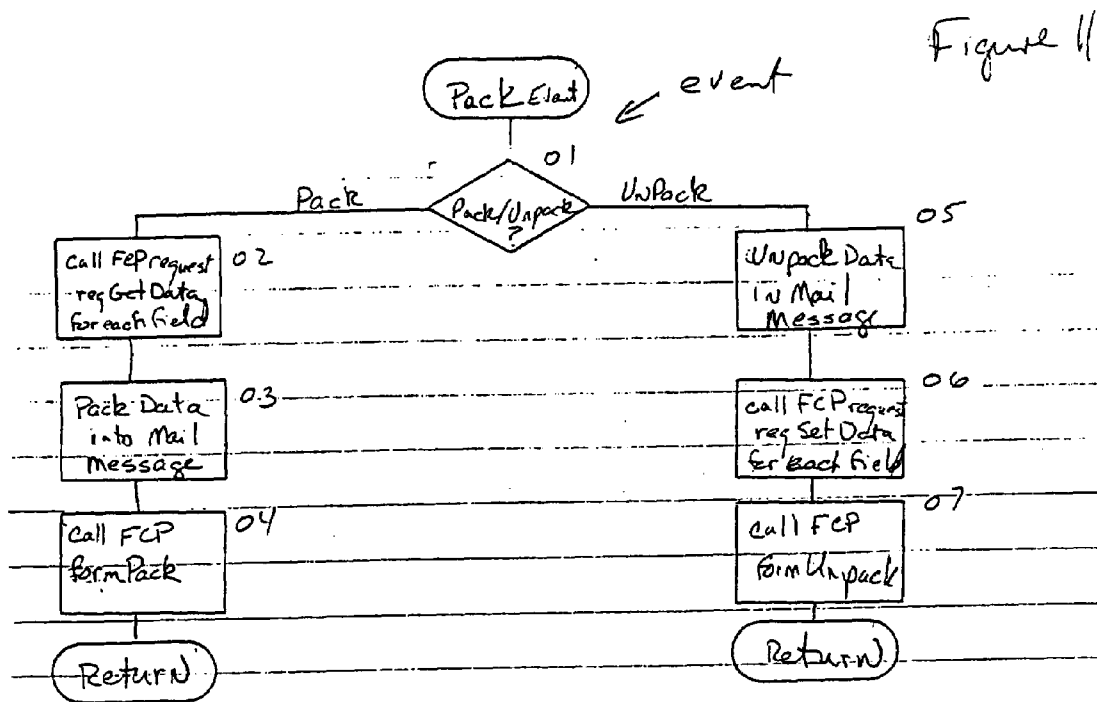 Figure 11
Pack Event
event
01
Pack
Pack/Unpack
?
UNPack
call FCPrequest
reqGetData
for each field
02
Pack Data
into Mail
message
03
call FCP
formPack
04
Return
UNpack Data
IN Mail
Message
05
call FCPrequest
reqSetData
for each field
06
call FCP
formUnpack
07
Return